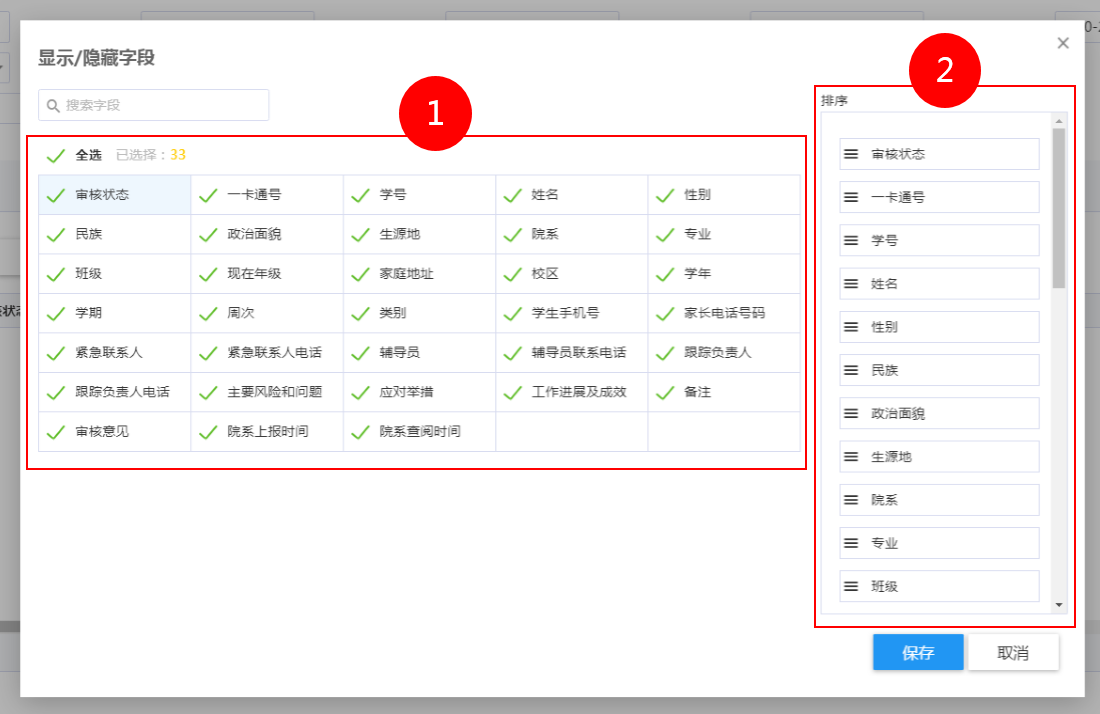 显示/隐藏字段
搜索字段
1
2
全选 已选择：33
审核状态 一卡通号 学号 姓名 性别
民族 政治面貌 生源地 院系 专业
班级 现在年级 家庭地址 校区 学年
学期 周次 类别 学生手机号 家长电话号码
紧急联系人 紧急联系人电话 辅导员 辅导员联系电话 跟踪负责人
跟踪负责人电话 主要风险和问题 应对举措 工作进展及成效 备注
审核意见 院系上报时间 院系查阅时间
排序
审核状态
一卡通号
学号
姓名
性别
民族
政治面貌
生源地
院系
专业
班级
保存 取消